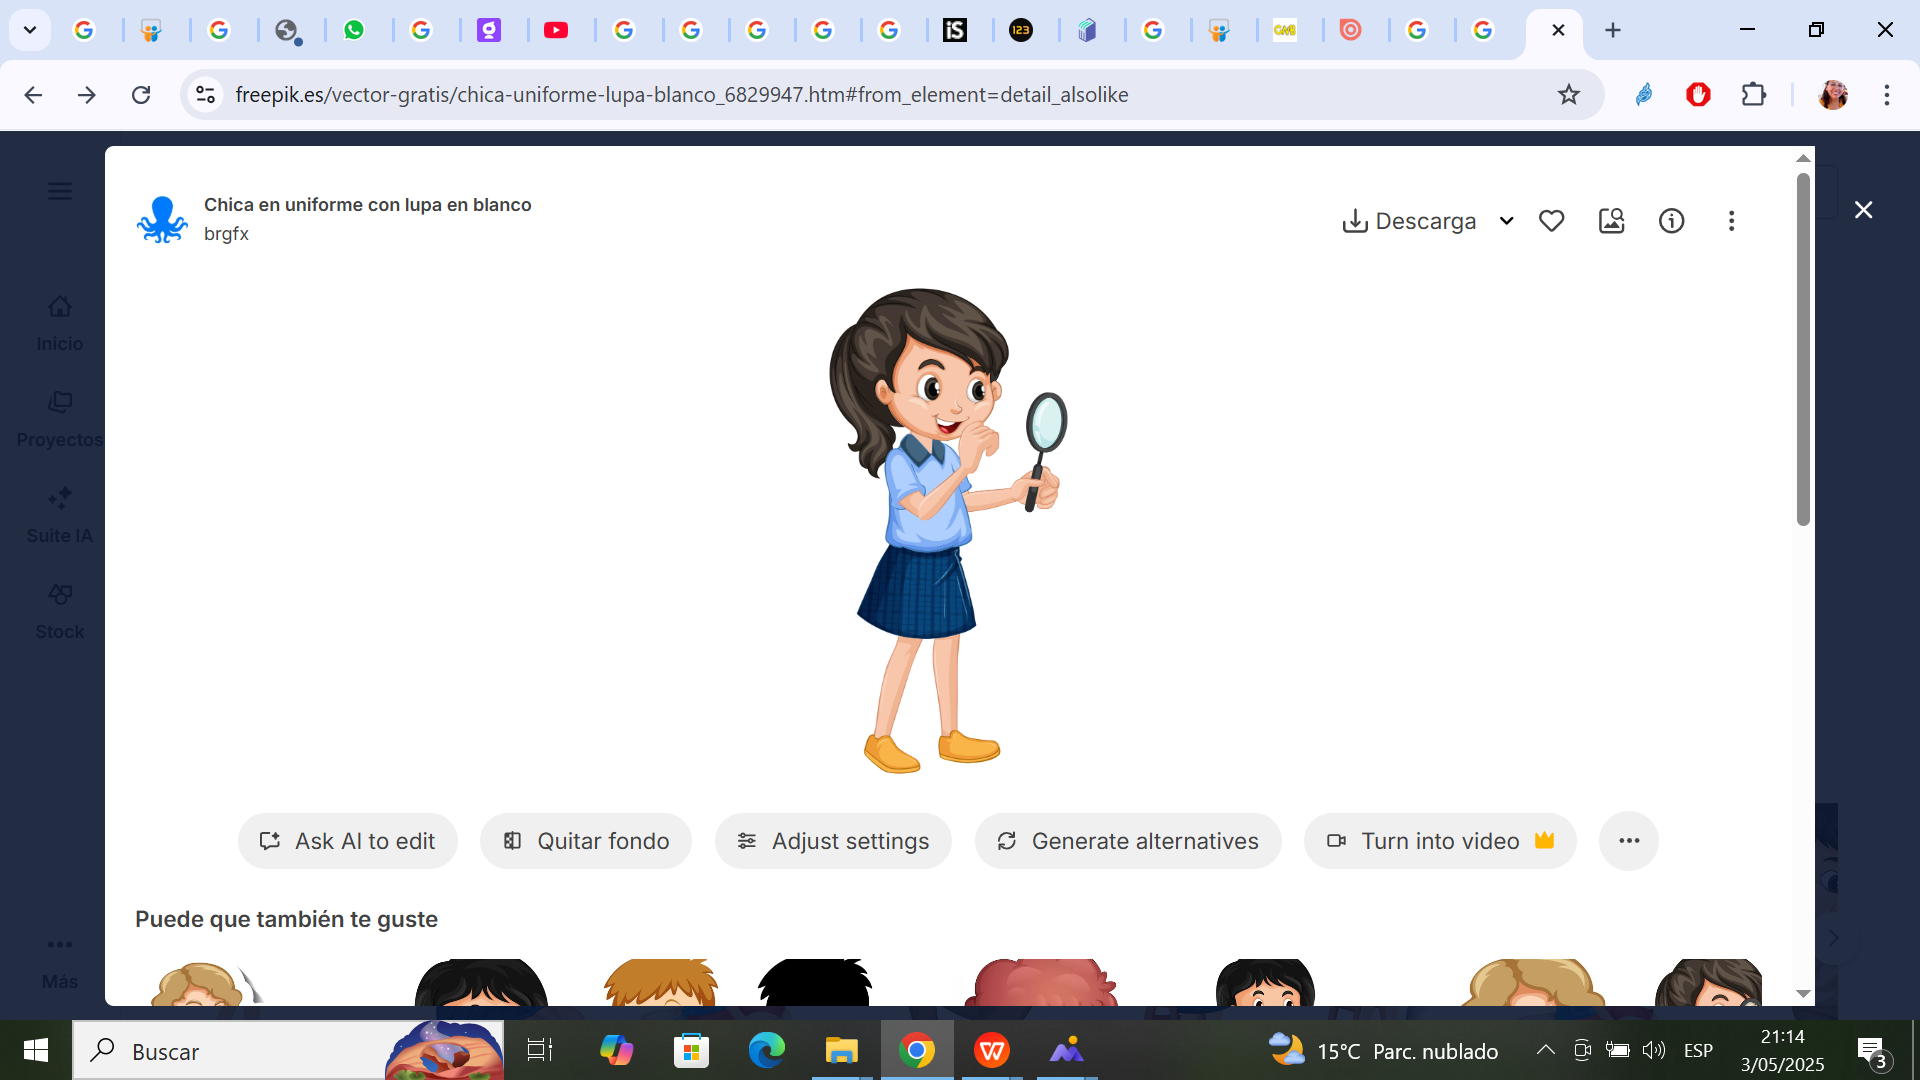 freepik.es/vector-gratis/chica-uniforme-lupa-blanco_6829947.htm#from_element=detail_alsolike
Chica en uniforme con lupa en blanco
brgfx
Descarga
Inicio
Proyectos
Suite IA
Stock
Más
Ask AI to edit
Quitar fondo
Adjust settings
Generate alternatives
Turn into video
Puede que también te guste
Buscar
15°C Parc. nublado
ESP
21:14
3/05/2025
3
iS
123